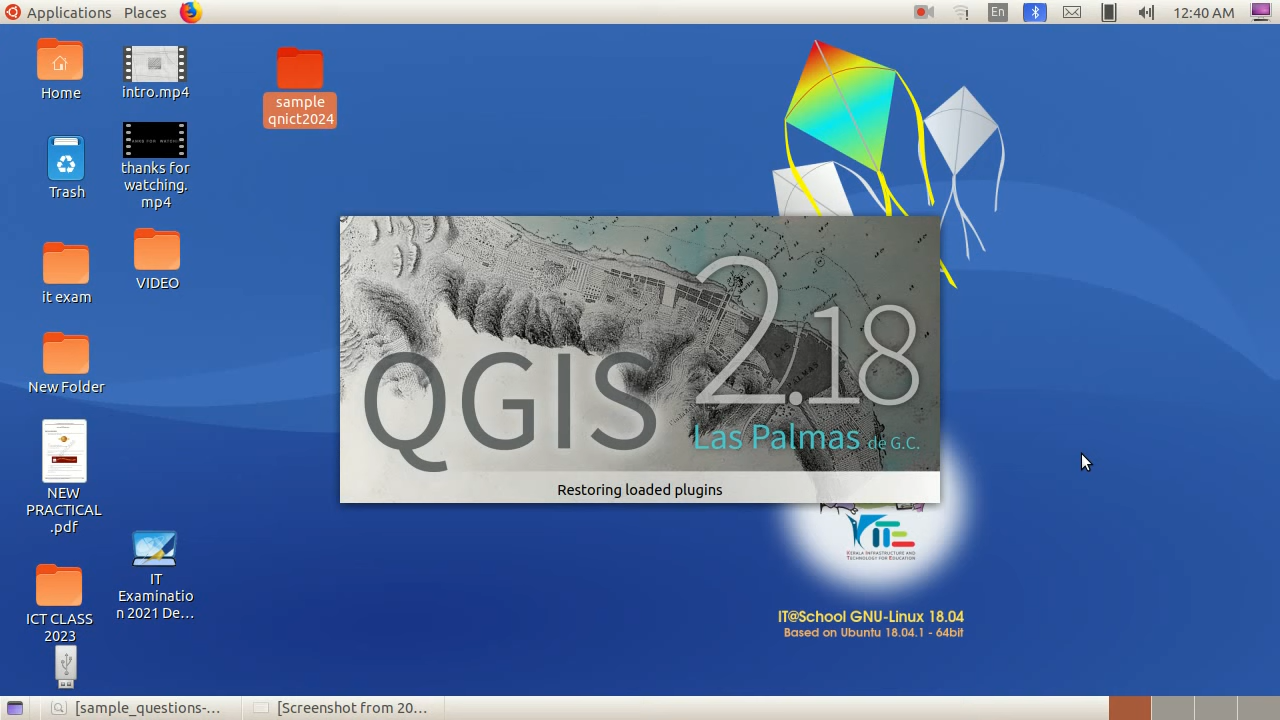 Applications Places
En
12:40 AM
Home
intro.mp4
sample
qnict2024
Trash
thanks for
watching.
mp4
it exam
VIDEO
New Folder
NEW
PRACTICAL
.pdf
IT
Examinatio
n 2021 De...
ICT CLASS
2023
QGIS
2.18
Las Palmas de G.C.
Restoring loaded plugins
KERALA INFRASTRUCTURE AND
TECHNOLOGY FOR EDUCATION
IT@School GNU-Linux 18.04
Based on Ubuntu 18.04.1 - 64bit
[sample_questions-...
[Screenshot from 20...